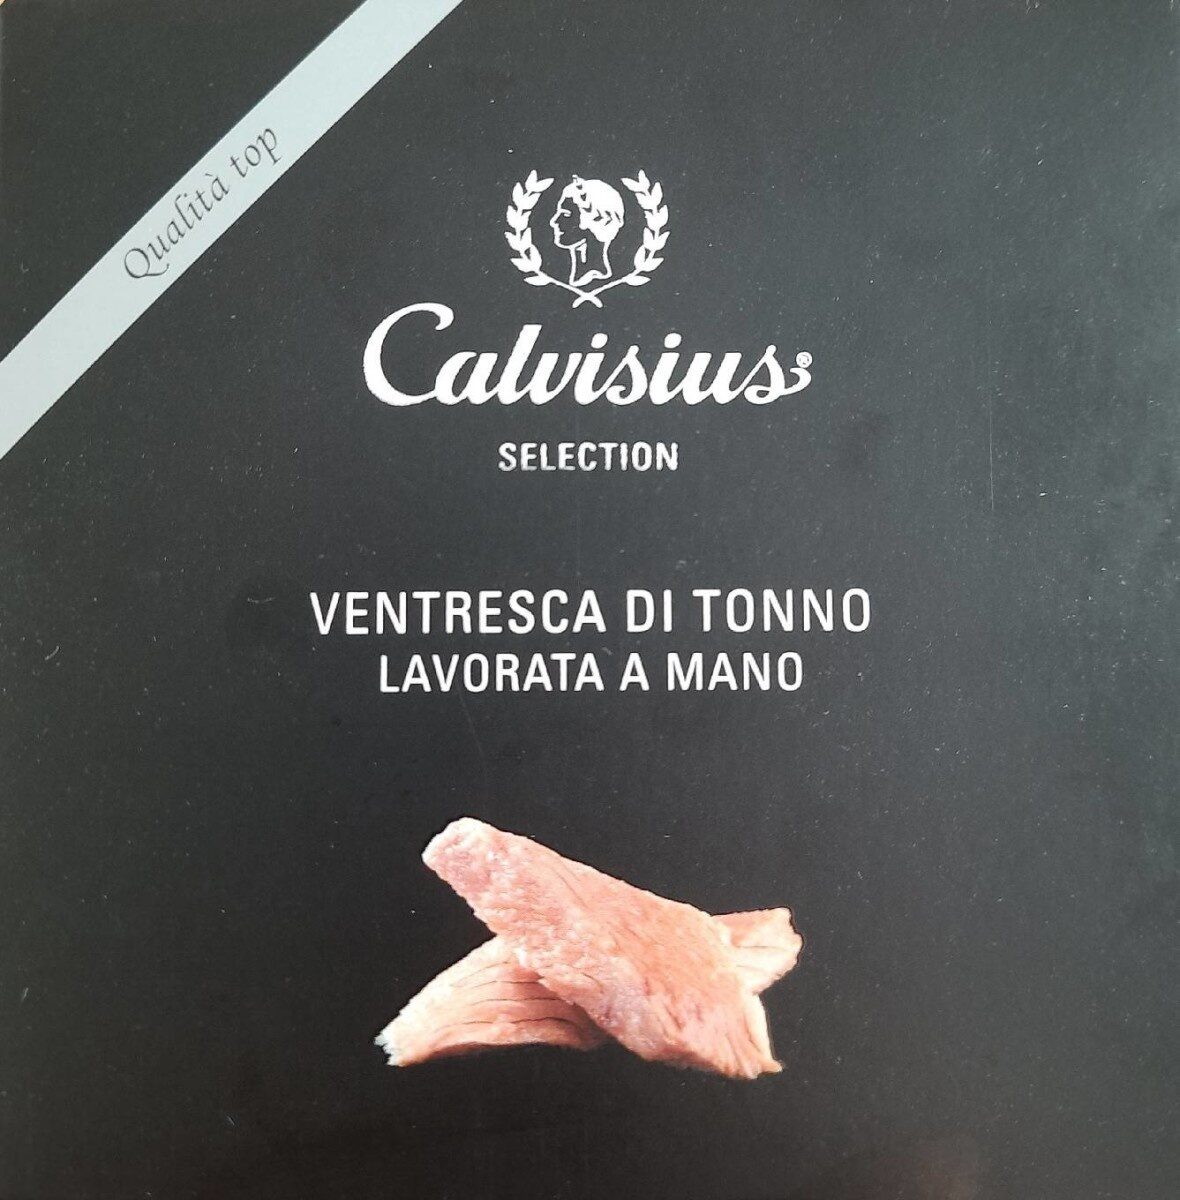 Qualità top
Calvisius®
SELECTION
VENTRESCA DI TONNO
LAVORATA A MANO